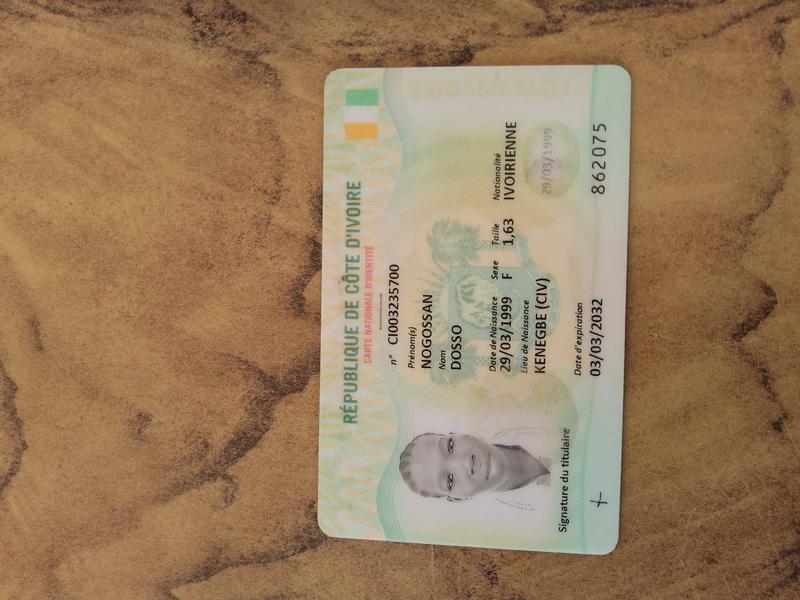 RÉPUBLIQUE DE CÔTE D'IVOIRE
CARTE NATIONALE D'IDENTITÉ
n° CI003235700
Prénom(s)
NOGOSSAN
Nom
DOSSO
Date de Naissance Sexe Taille Nationalité
29/03/1999 F 1,63 IVOIRIENNE
Lieu de Naissance
KENEGBE (CIV)
29/03/1999
Date d'expiration
03/03/2032
862075
Signature du titulaire
CÔTE D'IVOIRE